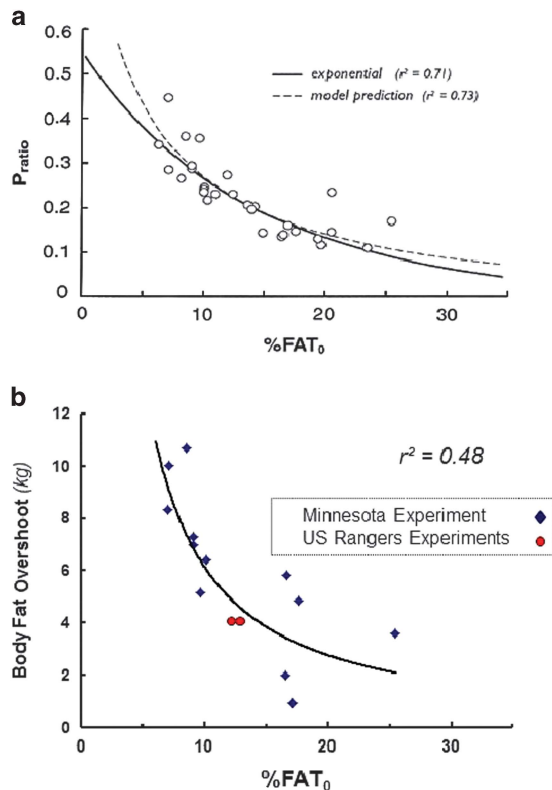 a
0.6
0.5
0.4
0.3
0.2
0.1
0
P ratio
exponential (r² = 0.71)
model prediction (r² = 0.73)
0 10 20 30
%FAT₀
b
12
10
8
6
4
2
0
Body Fat Overshoot (kg)
r² = 0.48
Minnesota Experiment
US Rangers Experiments
0 10 20 30
%FAT₀